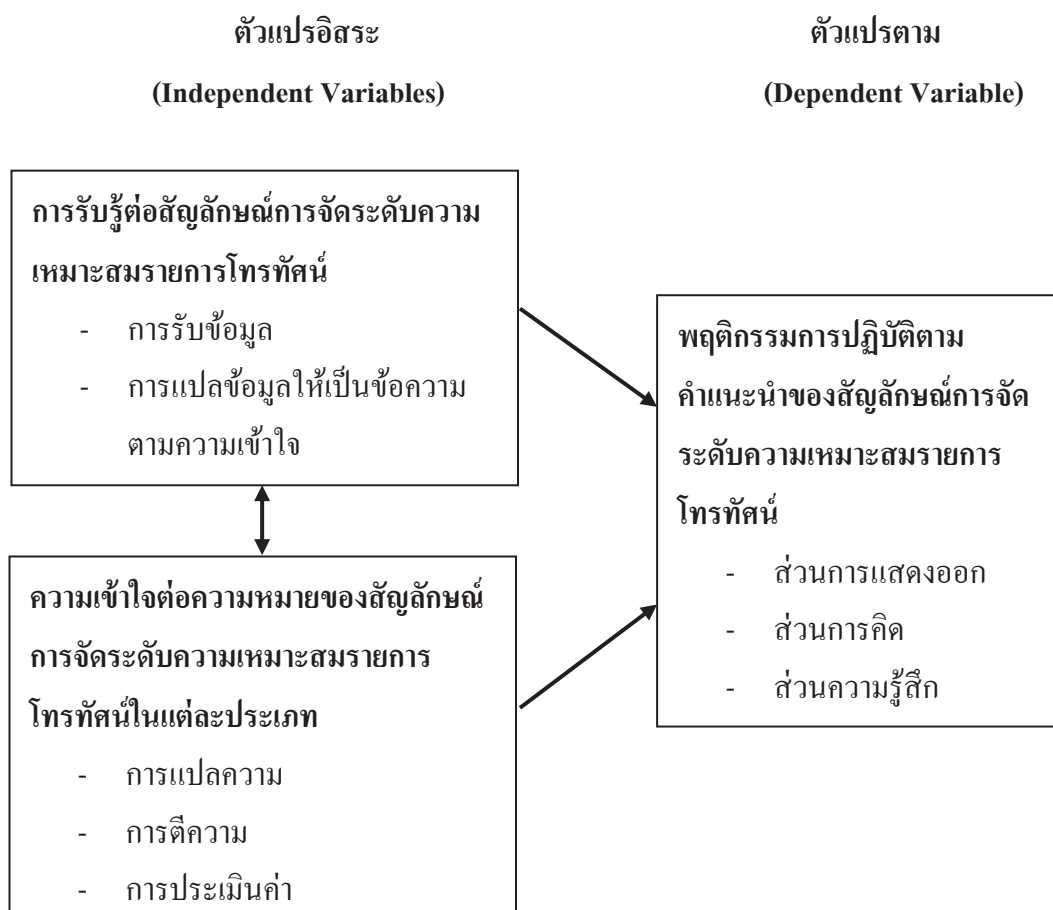 ตัวแปรอิสระ
(Independent Variables)
ตัวแปรตาม
(Dependent Variable)
การรับรู้ต่อสัญลักษณ์การจัดระดับความ
เหมาะสมรายการโทรทัศน์
- การรับข้อมูล
- การแปลข้อมูลให้เป็นข้อความ
ตามความเข้าใจ
ความเข้าใจต่อความหมายของสัญลักษณ์
การจัดระดับความเหมาะสมรายการ
โทรทัศน์ในแต่ละประเภท
- การแปลความ
- การตีความ
- การประเมินค่า
พฤติกรรมการปฏิบัติตาม
คำแนะนำของสัญลักษณ์การจัด
ระดับความเหมาะสมรายการ
โทรทัศน์
- ส่วนการแสดงออก
- ส่วนการคิด
- ส่วนความรู้สึก